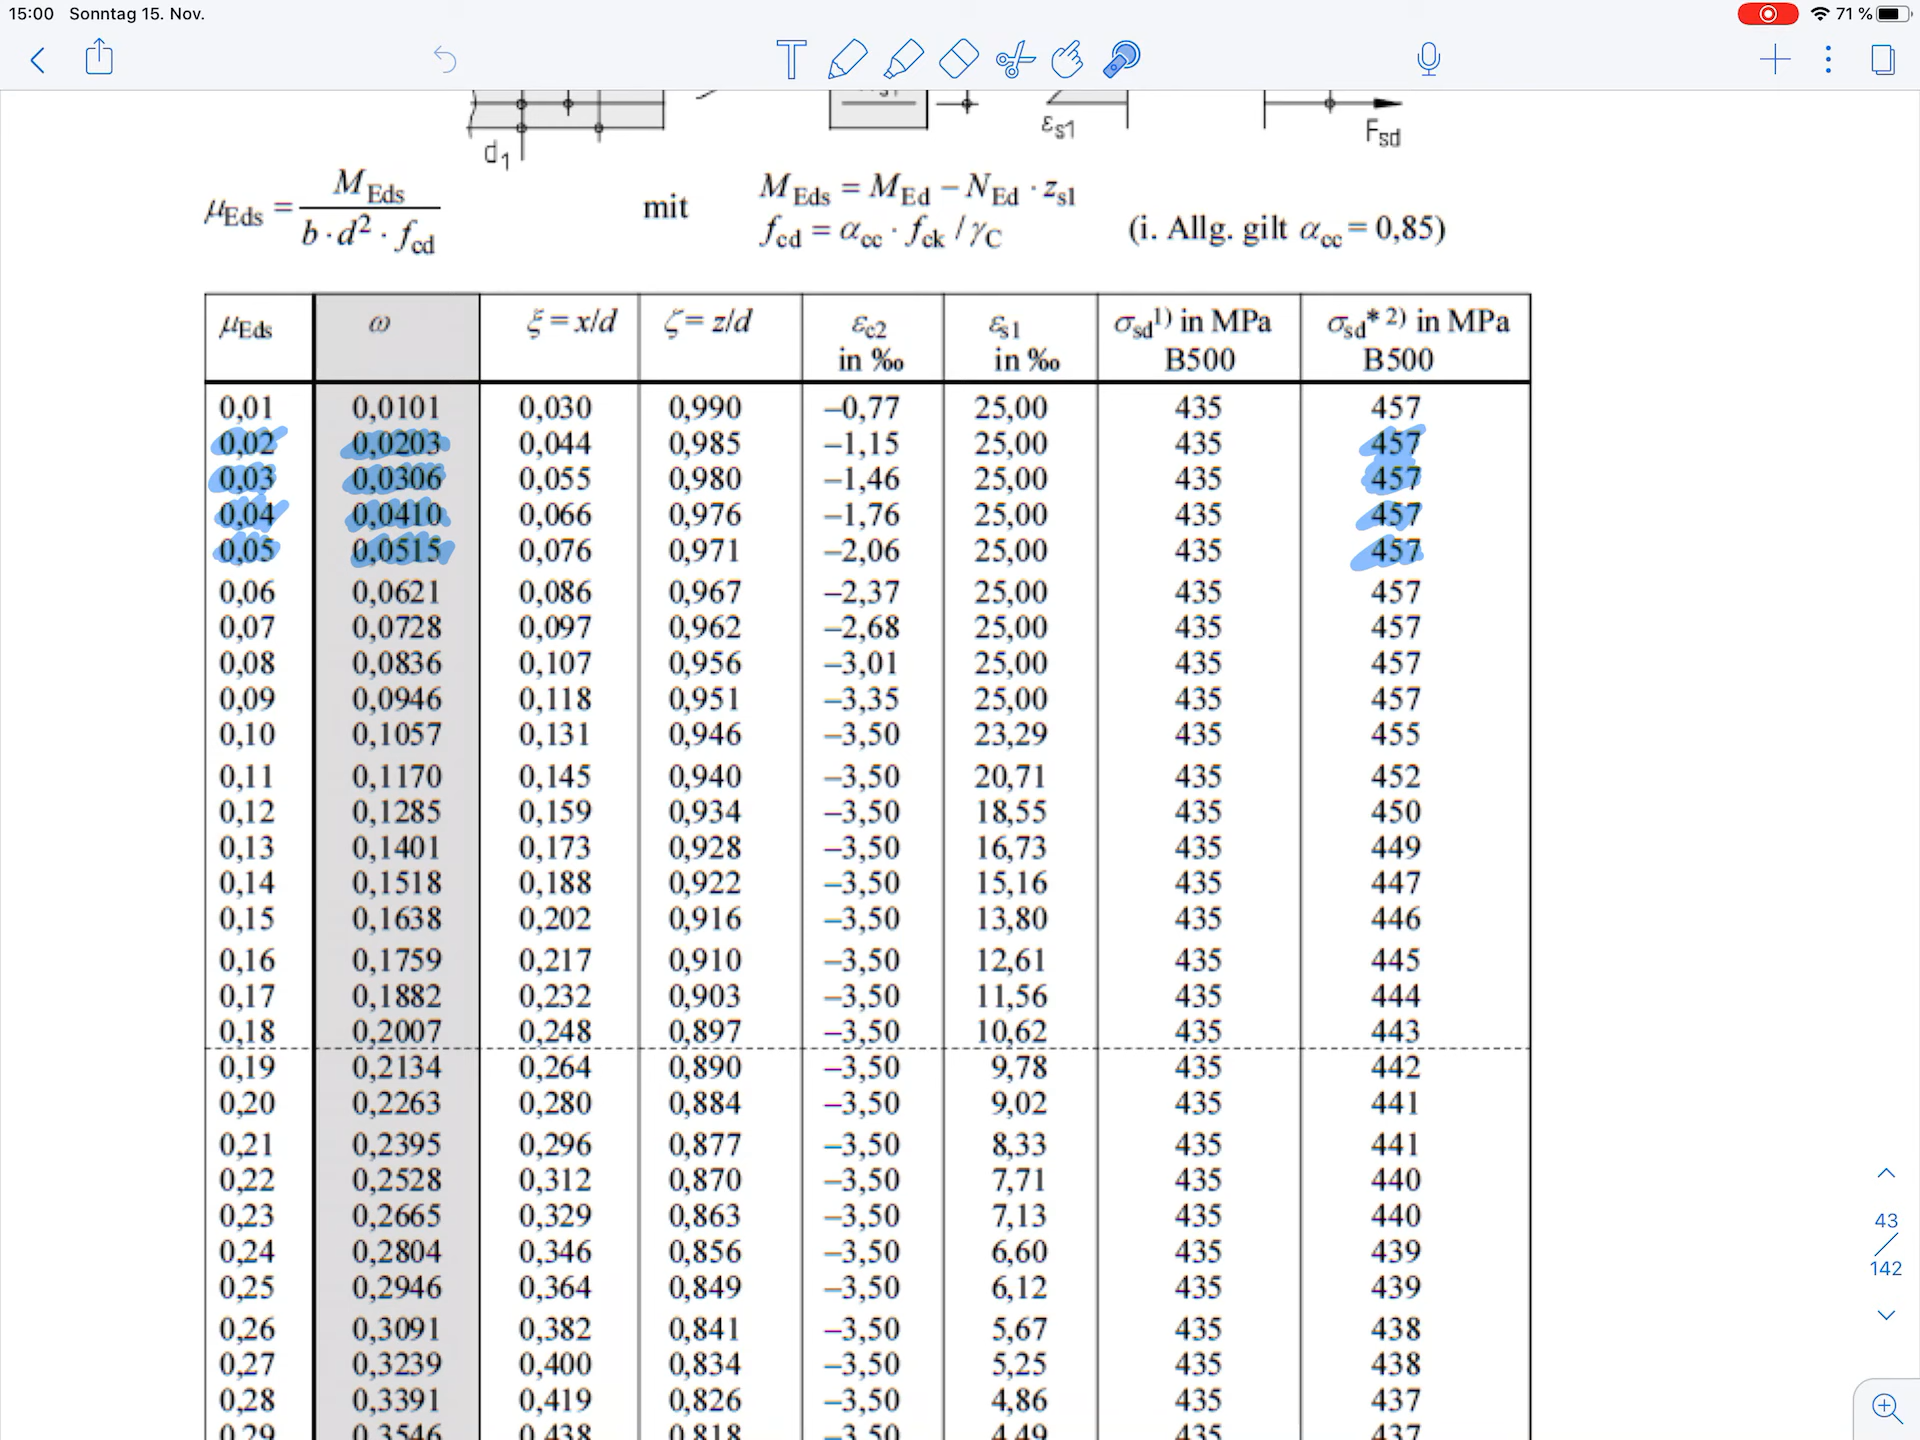 15:00 Sonntag 15. Nov.
71 %
d1
εs1
Fsd
μEds = MEds / b · d² · fcd
mit
MEds = MEd – NEd · zs1
fcd = αcc · fck / γC
(i. Allg. gilt αcc = 0,85)
μEds ω ξ = x/d ζ = z/d εc2 in ‰ εs1 in ‰ σsd¹⁾ in MPa B500 σsd*²⁾ in MPa B500
0,01 0,0101 0,030 0,990 –0,77 25,00 435 457
0,02 0,0203 0,044 0,985 –1,15 25,00 435 457
0,03 0,0306 0,055 0,980 –1,46 25,00 435 457
0,04 0,0410 0,066 0,976 –1,76 25,00 435 457
0,05 0,0515 0,076 0,971 –2,06 25,00 435 457
0,06 0,0621 0,086 0,967 –2,37 25,00 435 457
0,07 0,0728 0,097 0,962 –2,68 25,00 435 457
0,08 0,0836 0,107 0,956 –3,01 25,00 435 457
0,09 0,0946 0,118 0,951 –3,35 25,00 435 457
0,10 0,1057 0,131 0,946 –3,50 23,29 435 455
0,11 0,1170 0,145 0,940 –3,50 20,71 435 452
0,12 0,1285 0,159 0,934 –3,50 18,55 435 450
0,13 0,1401 0,173 0,928 –3,50 16,73 435 449
0,14 0,1518 0,188 0,922 –3,50 15,16 435 447
0,15 0,1638 0,202 0,916 –3,50 13,80 435 446
0,16 0,1759 0,217 0,910 –3,50 12,61 435 445
0,17 0,1882 0,232 0,903 –3,50 11,56 435 444
0,18 0,2007 0,248 0,897 –3,50 10,62 435 443
0,19 0,2134 0,264 0,890 –3,50 9,78 435 442
0,20 0,2263 0,280 0,884 –3,50 9,02 435 441
0,21 0,2395 0,296 0,877 –3,50 8,33 435 441
0,22 0,2528 0,312 0,870 –3,50 7,71 435 440
0,23 0,2665 0,329 0,863 –3,50 7,13 435 440
0,24 0,2804 0,346 0,856 –3,50 6,60 435 439
0,25 0,2946 0,364 0,849 –3,50 6,12 435 439
0,26 0,3091 0,382 0,841 –3,50 5,67 435 438
0,27 0,3239 0,400 0,834 –3,50 5,25 435 438
0,28 0,3391 0,419 0,826 –3,50 4,86 435 437
0,29 0,3546 0,438 0,818 –3,50 4,49 435 437
43
/
142